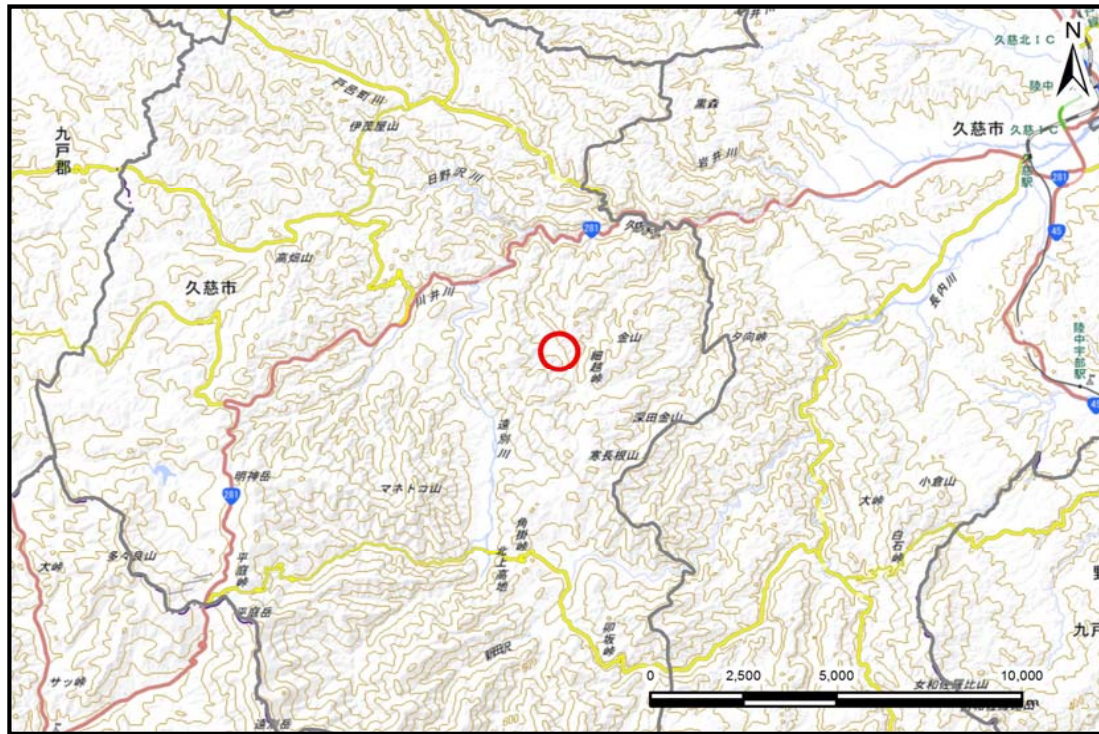 久慈北IC
N
戸呂町川
黒森
陸中
伊茂屋山
久慈市
久慈IC
九戸郡
岩井川
久慈駅
日野沢川
281
281
45
高畑山
久慈市
川井川
長内川
金山
夕向峠
細越峠
陸中宇部駅
45
深田金山
遠別川
寒長根山
明神岳
マネトコ山
小倉山
281
大峠
角掛峠
白石峠
多々良山
北上高地
大峠
平庭峠
平庭岳
卯坂峠
サッ峠
0 2,500 5,000 10,000
女和佐羅比山
遠別岳
600